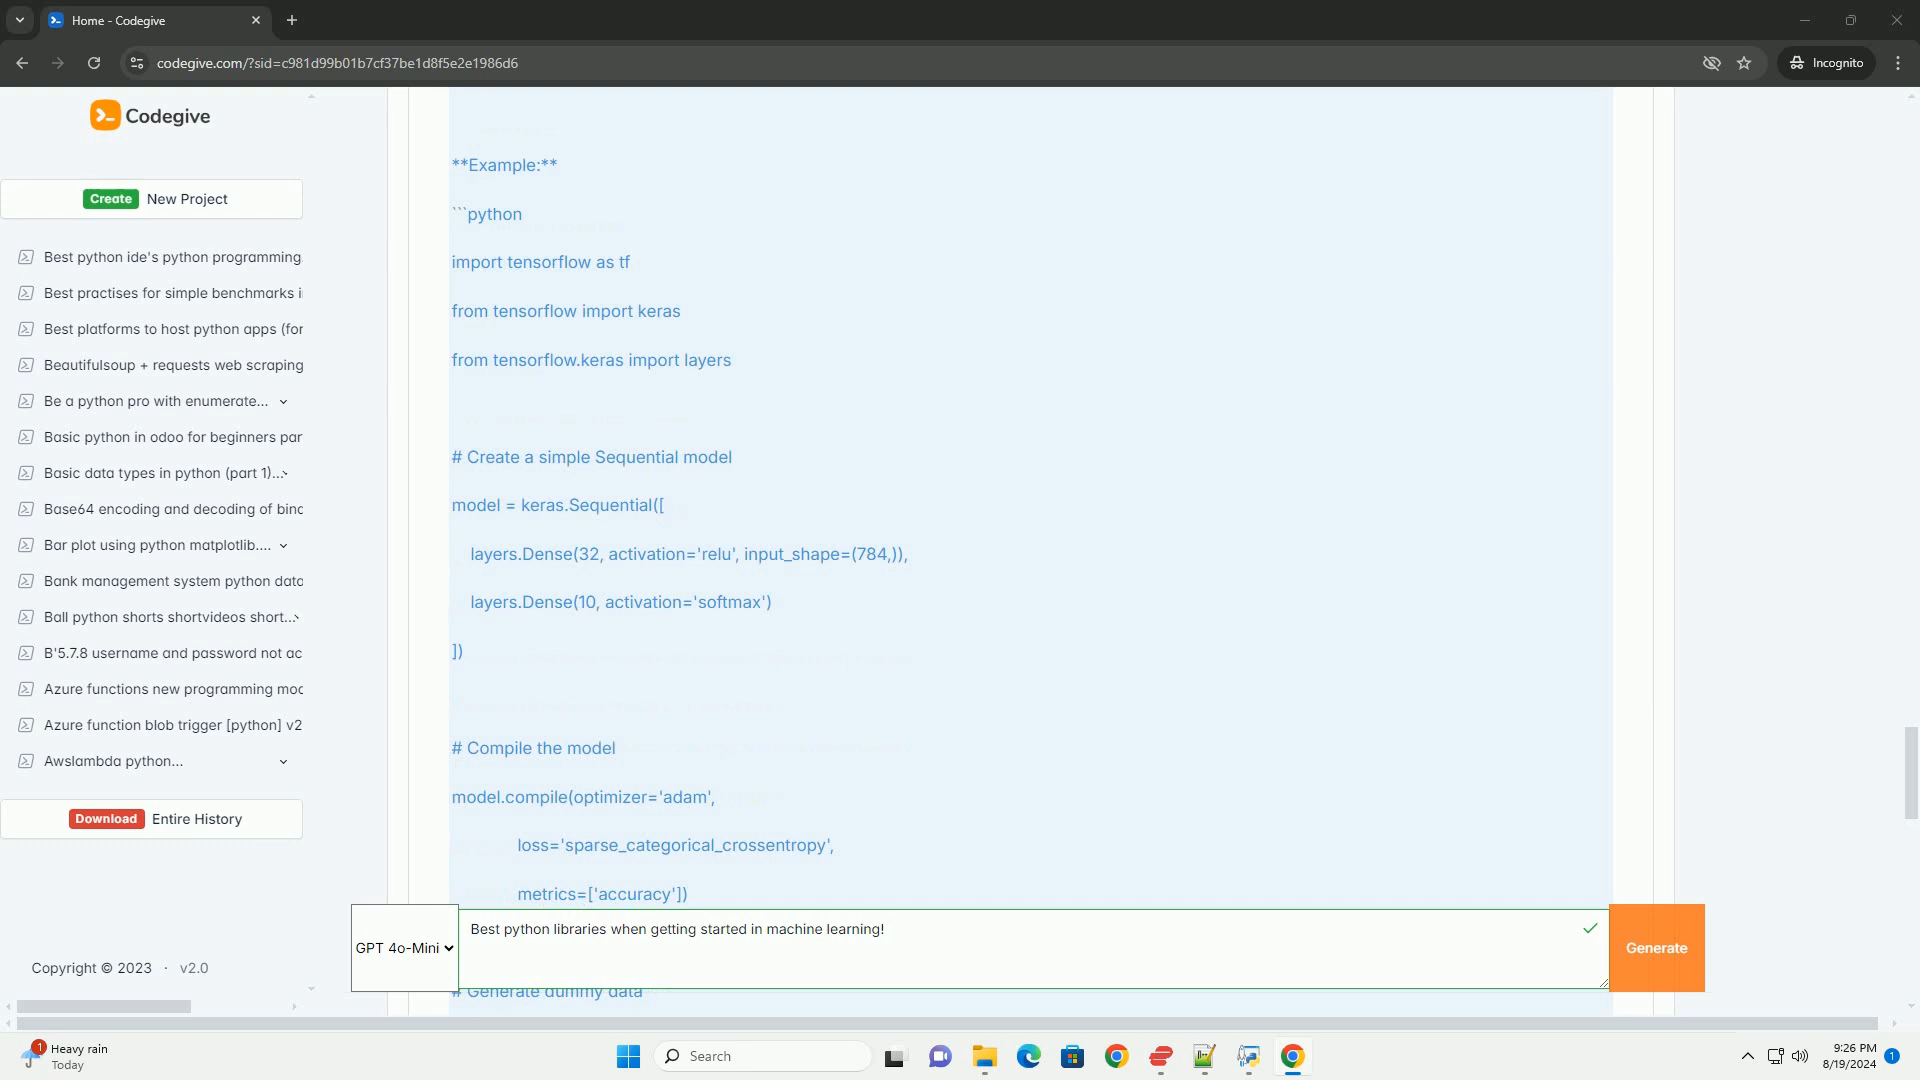 Home - Codegive
codegive.com/?sid=c981d99b01b7cf37be1d8f5e2e1986d6
Incognito
Codegive
Create New Project
Best python ide's python programming
Best practises for simple benchmarks i
Best platforms to host python apps (for
Beautifulsoup + requests web scraping
Be a python pro with enumerate...
Basic python in odoo for beginners par
Basic data types in python (part 1)...
Base64 encoding and decoding of binc
Bar plot using python matplotlib....
Bank management system python data
Ball python shorts shortvideos short...
B'5.7.8 username and password not ac
Azure functions new programming moc
Azure function blob trigger [python] v2
Awslambda python...
Download Entire History
Copyright © 2023 · v2.0
**Example:**
```python
import tensorflow as tf
from tensorflow import keras
from tensorflow.keras import layers
# Create a simple Sequential model
model = keras.Sequential([
layers.Dense(32, activation='relu', input_shape=(784,)),
layers.Dense(10, activation='softmax')
])
# Compile the model
model.compile(optimizer='adam',
loss='sparse_categorical_crossentropy',
metrics=['accuracy'])
GPT 4o-Mini
Best python libraries when getting started in machine learning!
Generate
# Generate dummy data
1
Heavy rain
Today
Search
9:26 PM
8/19/2024
1